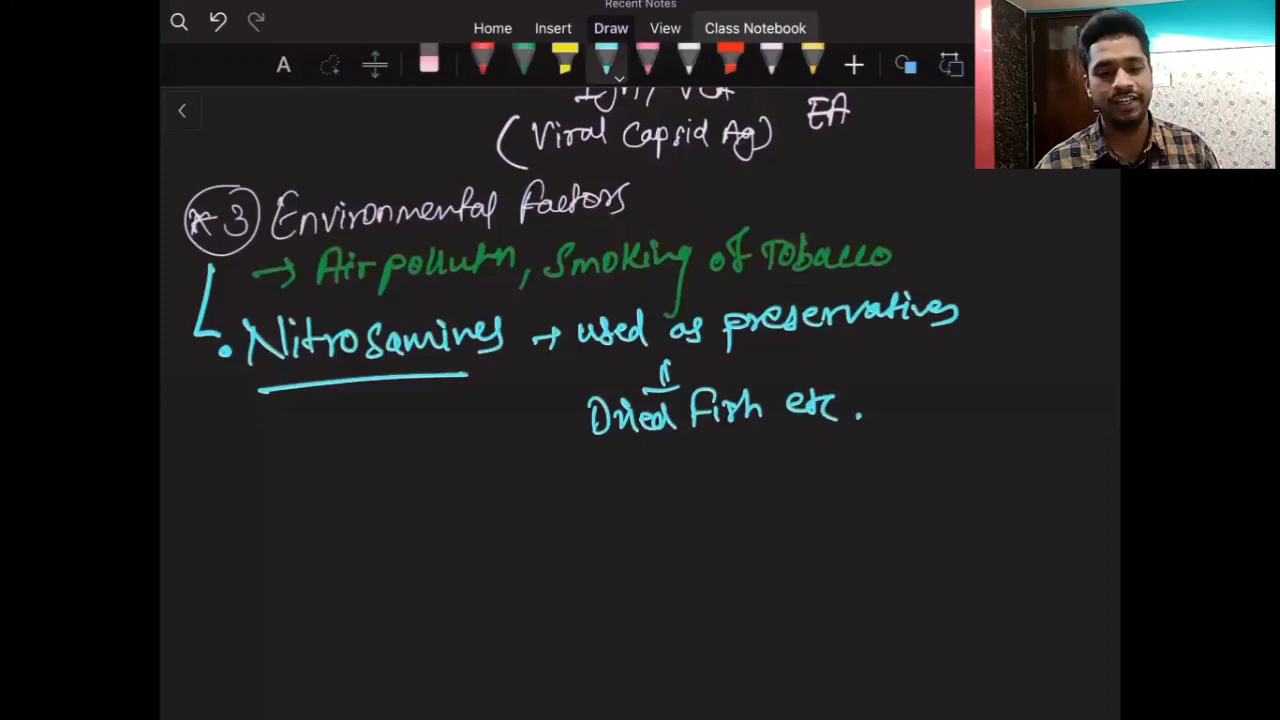 Recent Notes
Home Insert Draw View Class Notebook
A
(Viral Capsid Ag) EA
3 Environmental factors
→ Air pollutn, Smoking of Tobacco
• Nitrosamines → used as preservatives
Dried Fish etc.